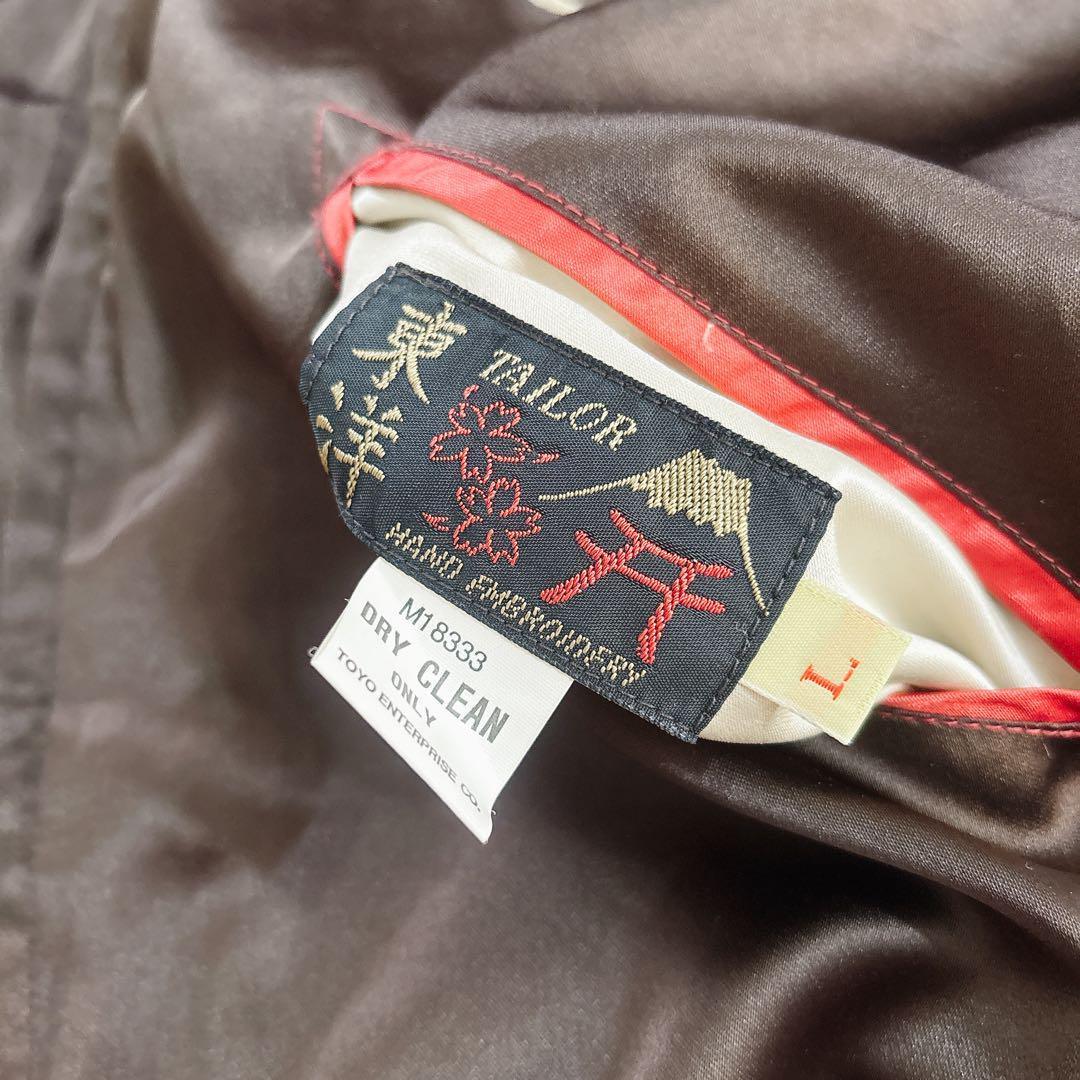 東洋
TAILOR
HAND EMBROIDERY
L
M18333
DRY CLEAN
ONLY
TOYO ENTERPRISE CO.